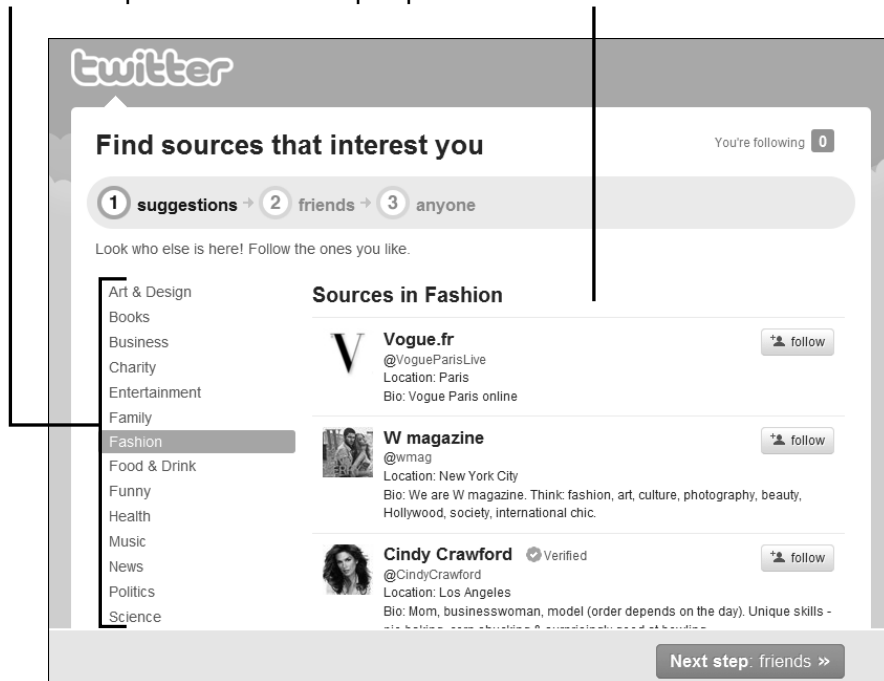 twitter
Find sources that interest you
You're following 0
1 suggestions → 2 friends → 3 anyone
Look who else is here! Follow the ones you like.
Art & Design
Books
Business
Charity
Entertainment
Family
Fashion
Food & Drink
Funny
Health
Music
News
Politics
Science
Sources in Fashion
V
Vogue.fr
follow
@VogueParisLive
Location: Paris
Bio: Vogue Paris online
W magazine
follow
@wmag
Location: New York City
Bio: We are W magazine. Think: fashion, art, culture, photography, beauty,
Hollywood, society, international chic.
Cindy Crawford Verified
follow
@CindyCrawford
Location: Los Angeles
Bio: Mom, businesswoman, model (order depends on the day). Unique skills -
Next step: friends »